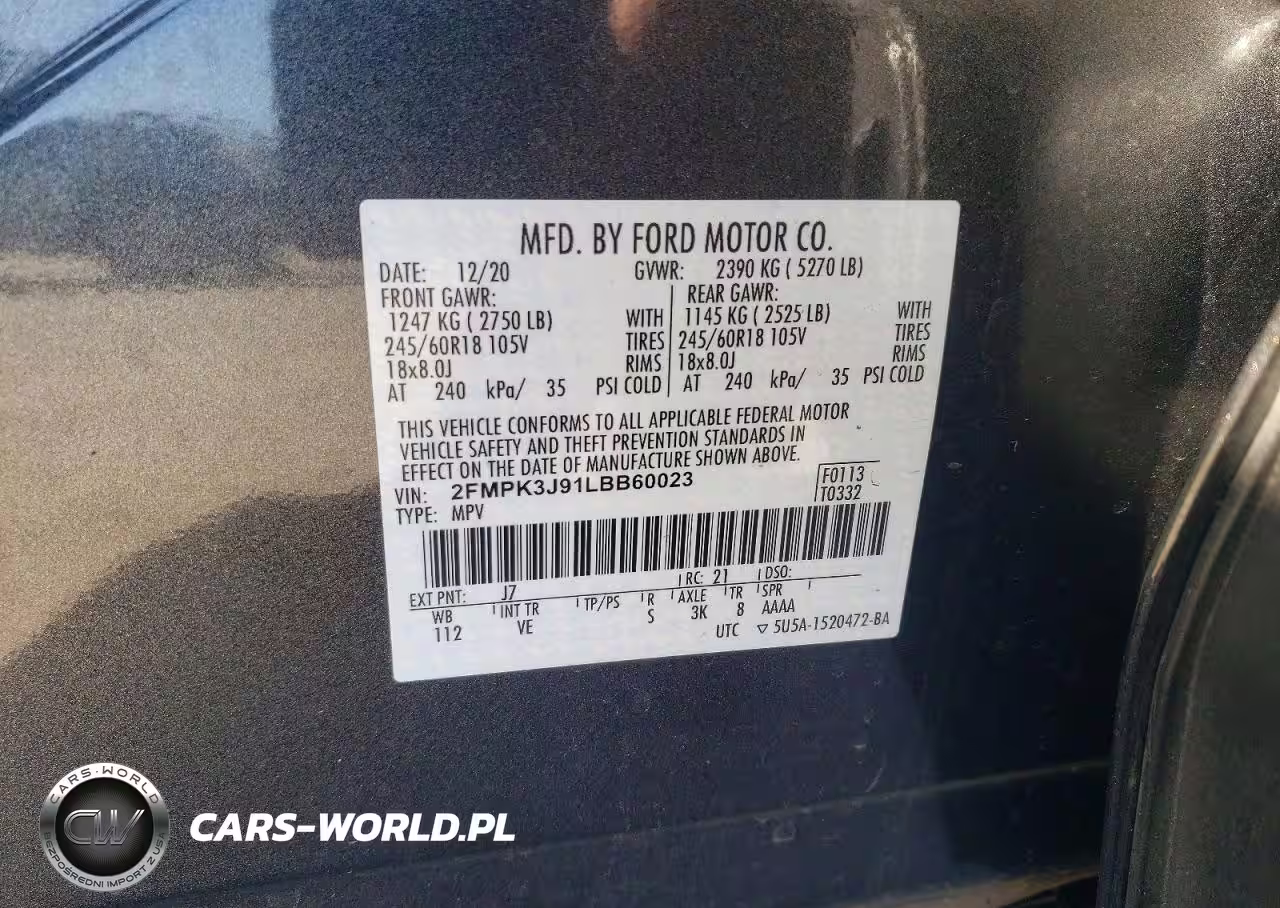 MFD. BY FORD MOTOR CO.
DATE: 12/20 GVWR: 2390 KG ( 5270 LB)
FRONT GAWR: REAR GAWR:
1247 KG ( 2750 LB) WITH 1145 KG ( 2525 LB) WITH
245/60R18 105V TIRES 245/60R18 105V TIRES
18x8.0J RIMS 18x8.0J RIMS
AT 240 kPa/ 35 PSI COLD AT 240 kPa/ 35 PSI COLD
THIS VEHICLE CONFORMS TO ALL APPLICABLE FEDERAL MOTOR
VEHICLE SAFETY AND THEFT PREVENTION STANDARDS IN
EFFECT ON THE DATE OF MANUFACTURE SHOWN ABOVE.
VIN: 2FMPK3J91LBB60023 F0113
TYPE: MPV T0332
EXT PNT: J7 RC: 21 DSO:
WB INT TR TP/PS R AXLE TR SPR
112 VE S 3K 8 AAAA
UTC ▽ 5U5A-1520472-BA
CARS-WORLD
CW
BEZPOŚREDNI IMPORT Z USA
CARS-WORLD.PL